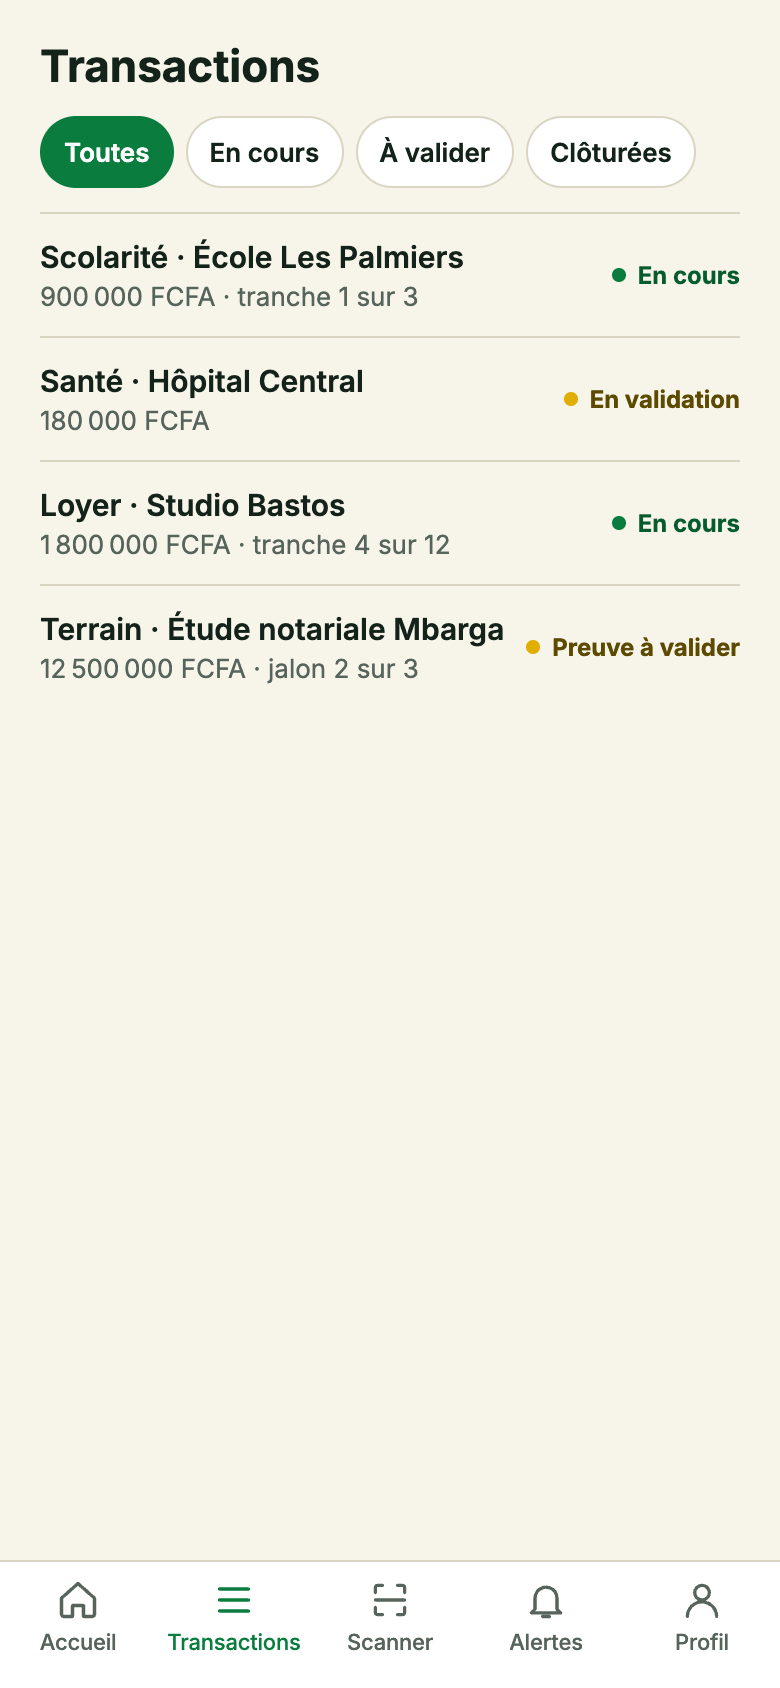 Transactions
Toutes
En cours
À valider
Clôturées
Scolarité · École Les Palmiers
900 000 FCFA · tranche 1 sur 3
En cours
Santé · Hôpital Central
180 000 FCFA
En validation
Loyer · Studio Bastos
1 800 000 FCFA · tranche 4 sur 12
En cours
Terrain · Étude notariale Mbarga
12 500 000 FCFA · jalon 2 sur 3
Preuve à valider
Accueil
Transactions
Scanner
Alertes
Profil